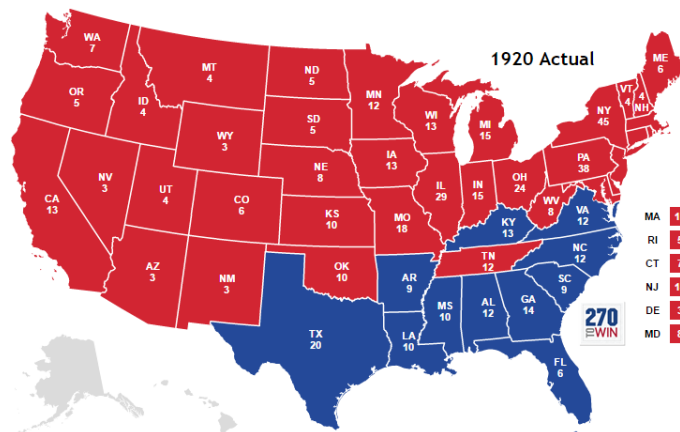 1920 Actual
WA
7
OR
5
CA
13
NV
3
ID
4
MT
4
WY
3
UT
4
AZ
3
CO
6
NM
3
ND
5
SD
5
NE
8
KS
10
OK
10
TX
20
MN
12
IA
13
MO
18
AR
9
LA
10
WI
13
IL
29
MI
15
IN
15
OH
24
KY
13
TN
12
MS
10
AL
12
GA
14
FL
6
SC
9
NC
12
VA
12
WV
8
PA
38
NY
45
VT
4
4
NH
ME
6
MA
RI
CT
NJ
DE
MD
270
TO
WIN